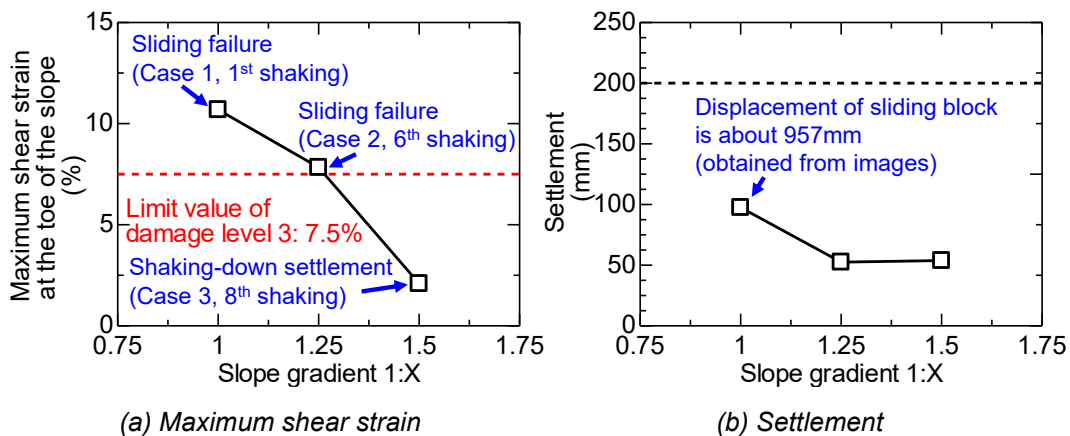 Maximum shear strain
at the toe of the slope
(%)
15
10
5
0
0.75
1
1.25
1.5
1.75
Slope gradient 1:X
Sliding failure
(Case 1, 1st shaking)
Sliding failure
(Case 2, 6th shaking)
Limit value of
damage level 3: 7.5%
Shaking-down settlement
(Case 3, 8th shaking)
(a) Maximum shear strain
Settlement
(mm)
250
200
150
100
50
0
0.75
1
1.25
1.5
1.75
Slope gradient 1:X
Displacement of sliding block
is about 957mm
(obtained from images)
(b) Settlement